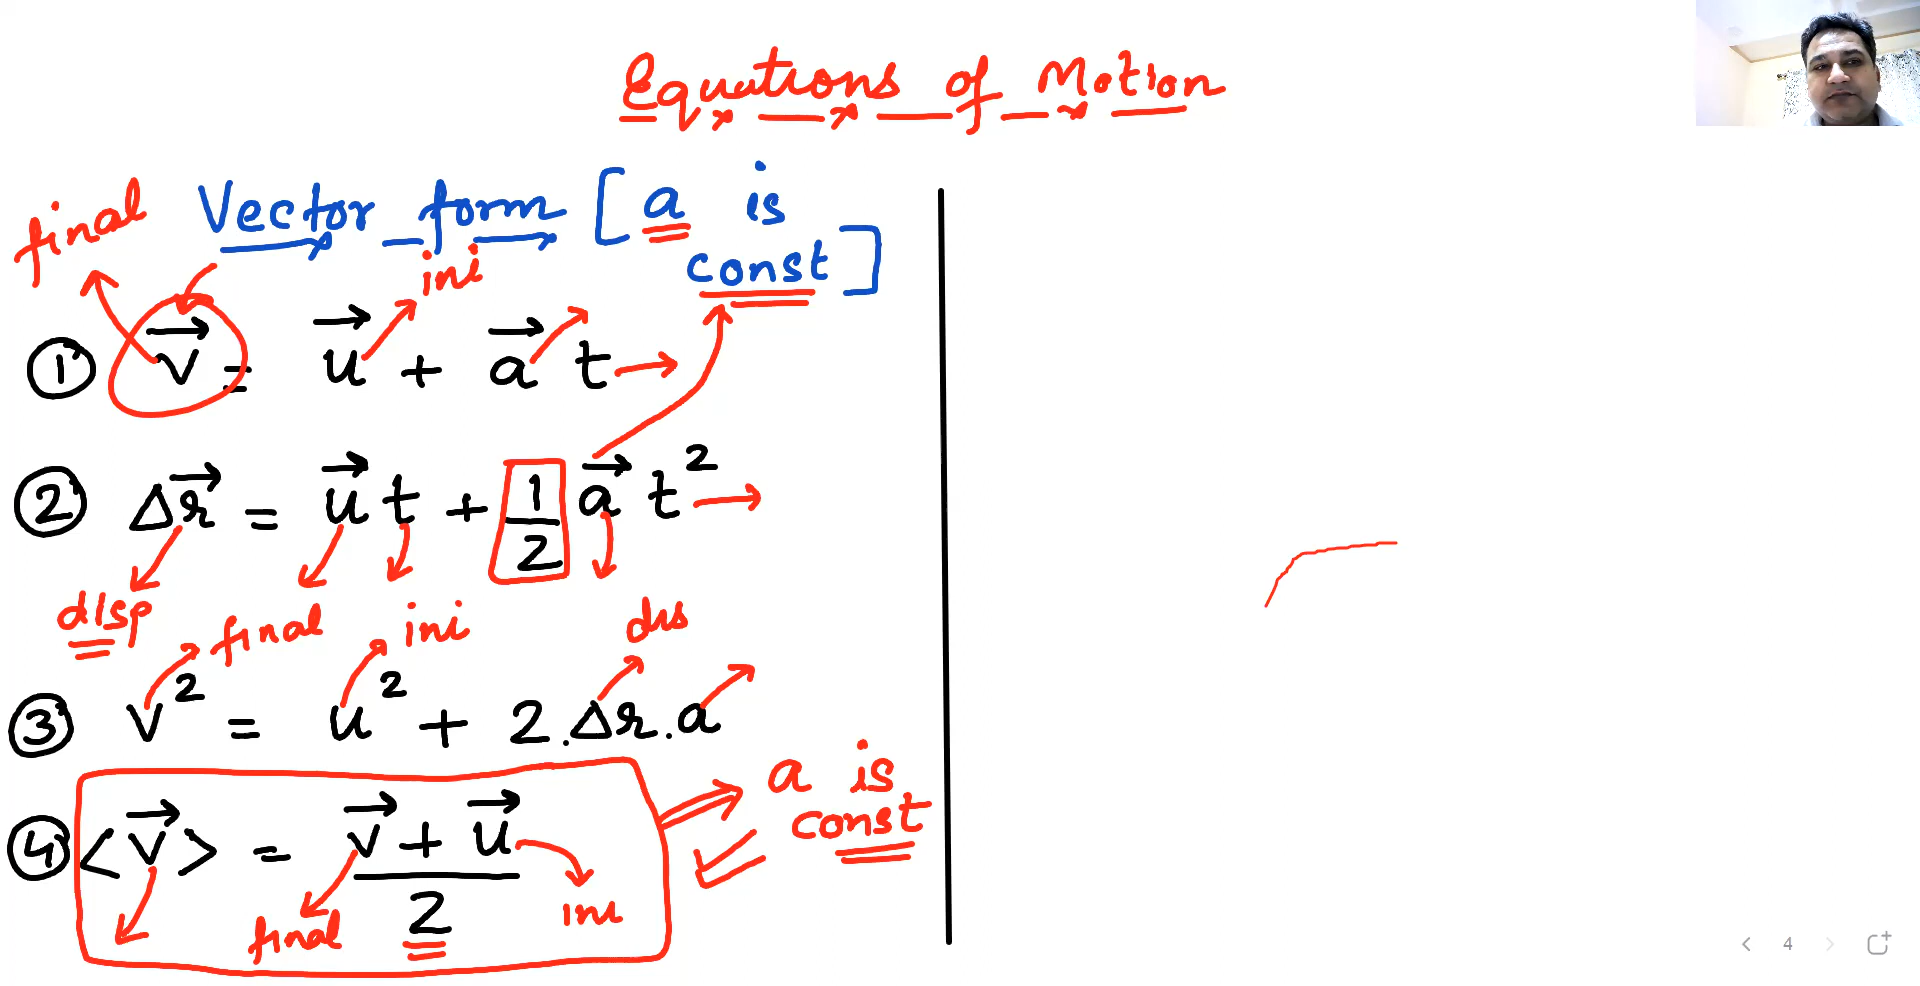 Equations of Motion
final Vector form [ a is const ]
ini
① v⃗ = u⃗ + a⃗ t
② Δr⃗ = u⃗ t + 1/2 a⃗ t²
disp final ini dis
③ v² = u² + 2.Δr.a
④ <v⃗> = (v⃗ + u⃗)/2
a is const
final ini
4